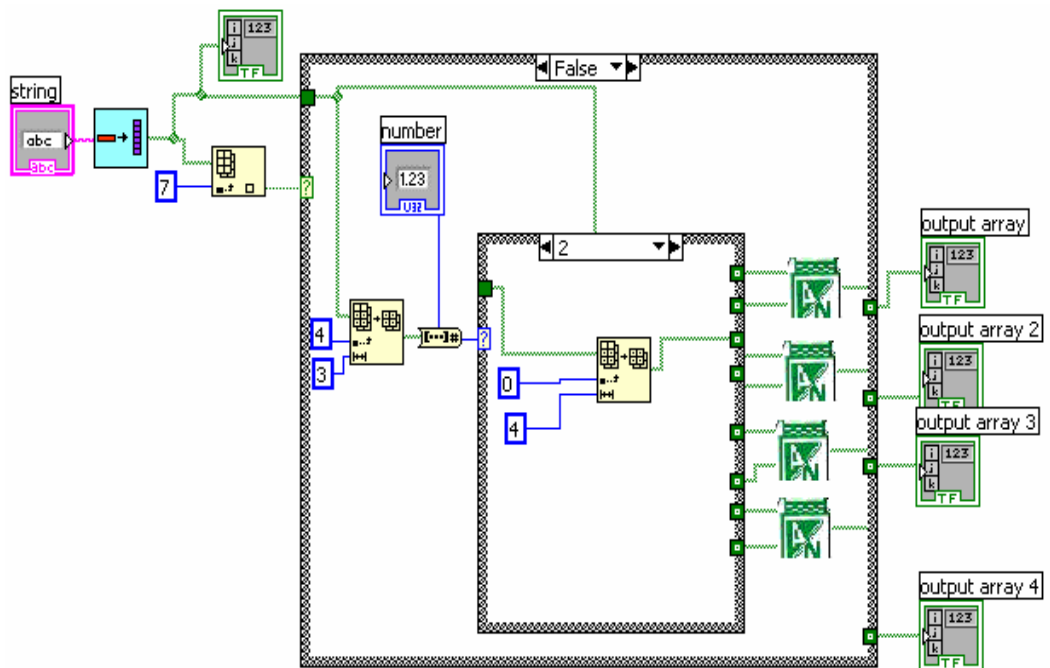 i 123
j
k
TF
False
string
abc
abc
number
7
1.23
U32
?
output array
i 123
j
k
TF
2
4
[...]#
?
output array 2
i 123
j
k
TF
3
0
4
output array 3
i 123
j
k
TF
output array 4
i 123
j
k
TF